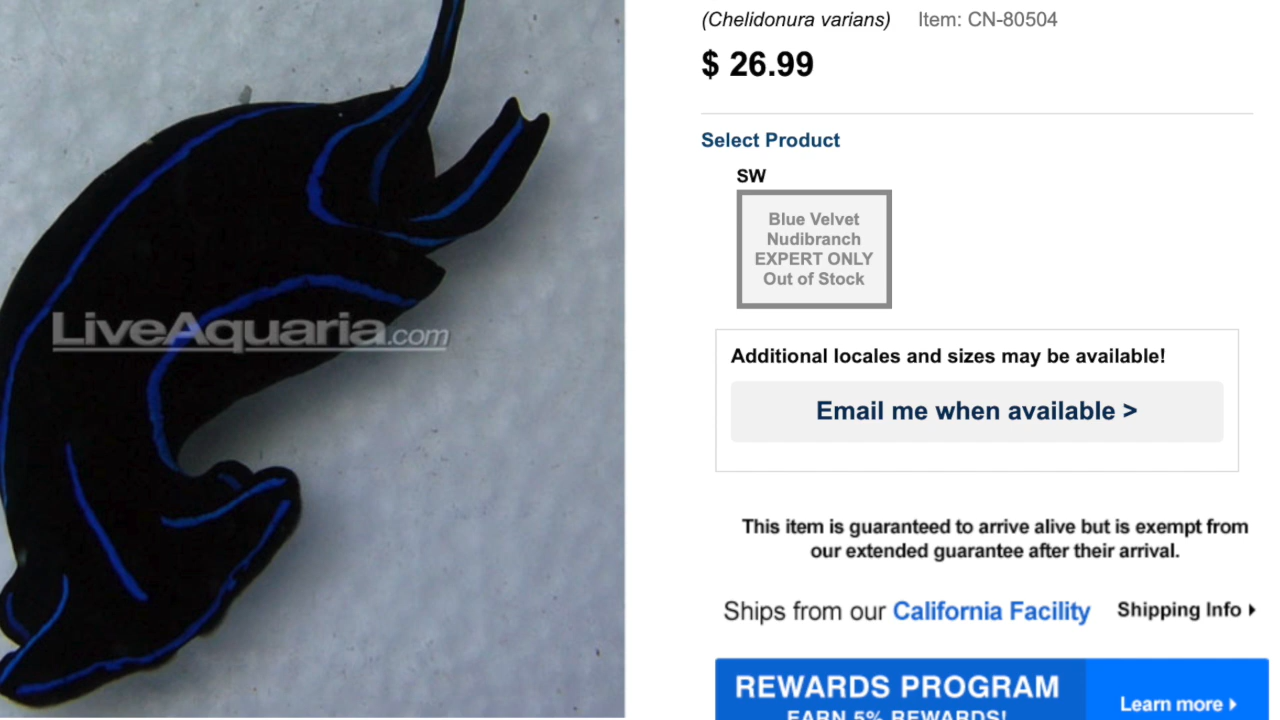 (Chelidonura varians) Item: CN-80504
$ 26.99
Select Product
SW
Blue Velvet
Nudibranch
EXPERT ONLY
Out of Stock
LiveAquaria.com
Additional locales and sizes may be available!
Email me when available >
This item is guaranteed to arrive alive but is exempt from
our extended guarantee after their arrival.
Ships from our California Facility Shipping Info
REWARDS PROGRAM
EARN 5% REWARDS!
Learn more